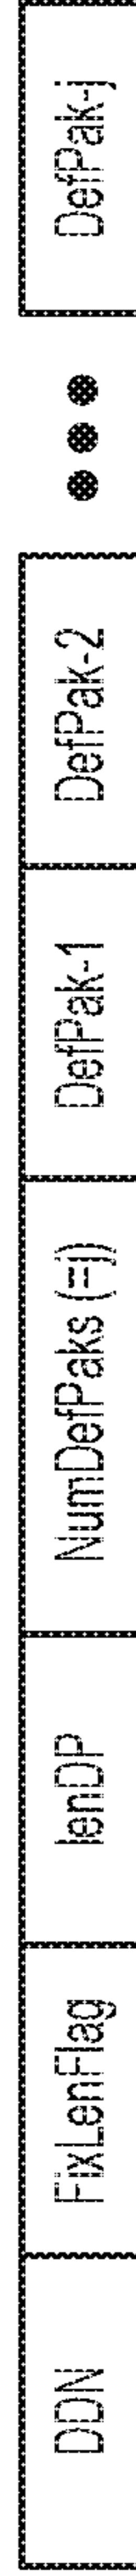 DDN
FixLenFlag
lenDP
NumDefPaks (=j)
DefPak-1
DefPak-2
DefPak-j